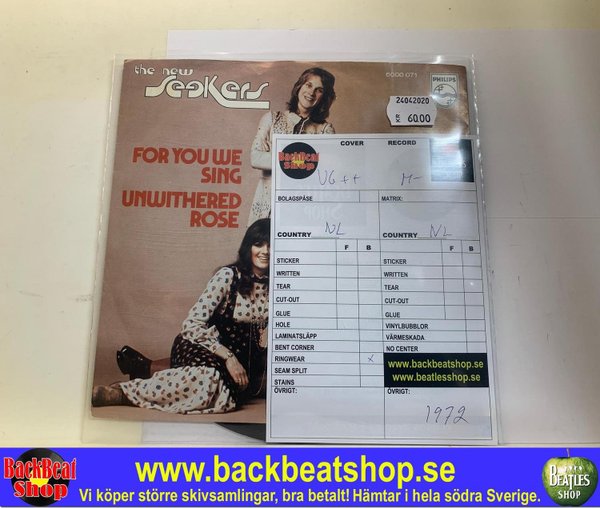 the new
Seekers
6000 071
PHILIPS
24042020
KR 60.00
FOR YOU WE
SING
UNWITHERED
ROSE
BackBeat
Shop
COVER
RECORD
VG++
M-
BOLAGSPÅSE
MATRIX:
COUNTRY NL
COUNTRY NL
F B
F B
STICKER
STICKER
WRITTEN
WRITTEN
TEAR
TEAR
CUT-OUT
CUT-OUT
GLUE
GLUE
HOLE
VINYLBUBBLOR
LAMINATSLÄPP
VÄRMESKADA
BENT CORNER
NO CENTER
RINGWEAR x
www.backbeatshop.se
SEAM SPLIT
www.beatlesshop.se
STAINS
ÖVRIGT:
ÖVRIGT:
1972
BackBeat
Shop
www.backbeatshop.se
Vi köper större skivsamlingar, bra betalt! Hämtar i hela södra Sverige.
BEATLES
SHOP